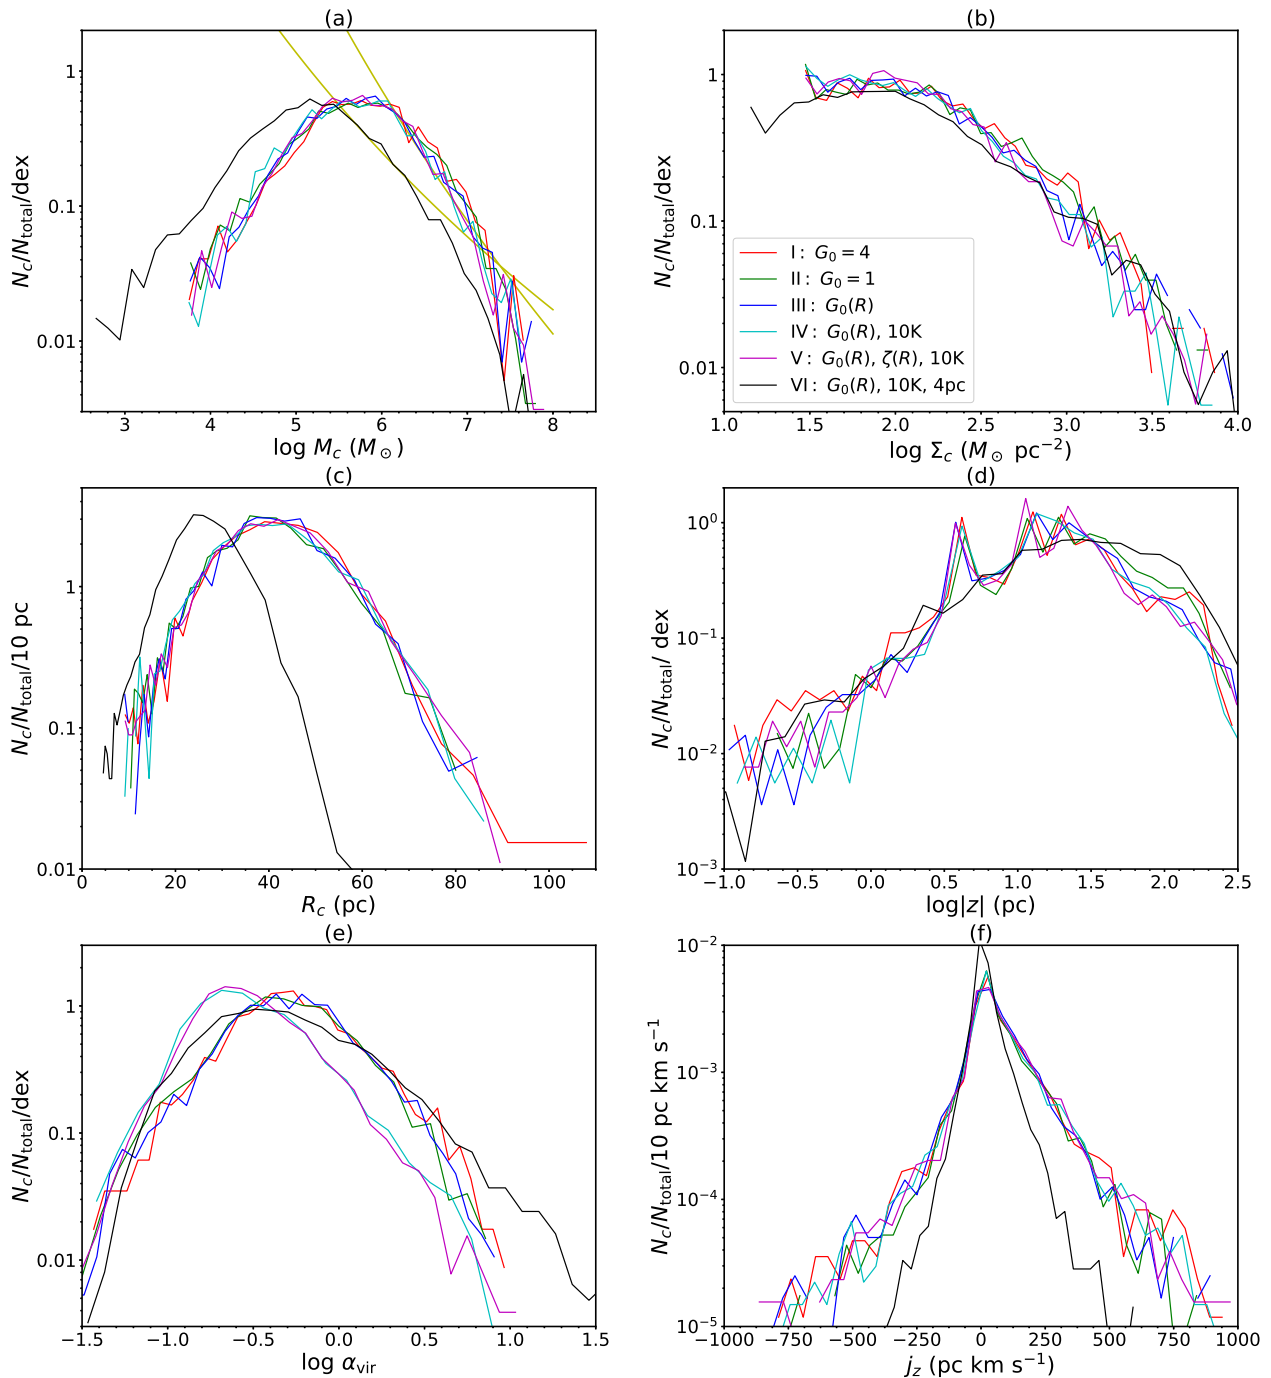 (a)
1
0.1
0.01
N_c/N_total/dex
3 4 5 6 7 8
log M_c (M_⊙)
(b)
1
0.1
0.01
N_c/N_total/dex
I : G_0 = 4
II : G_0 = 1
III : G_0(R)
IV : G_0(R), 10K
V : G_0(R), ζ(R), 10K
VI : G_0(R), 10K, 4pc
1.0 1.5 2.0 2.5 3.0 3.5 4.0
log Σ_c (M_⊙ pc^−2)
(c)
1
0.1
0.01
N_c/N_total/10 pc
0 20 40 60 80 100
R_c (pc)
(d)
10^0
10^−1
10^−2
10^−3
N_c/N_total/ dex
−1.0 −0.5 0.0 0.5 1.0 1.5 2.0 2.5
log|z| (pc)
(e)
1
0.1
0.01
N_c/N_total/dex
−1.5 −1.0 −0.5 0.0 0.5 1.0 1.5
log α_vir
(f)
10^−2
10^−3
10^−4
10^−5
N_c/N_total/10 pc km s^−1
−1000 −750 −500 −250 0 250 500 750 1000
j_z (pc km s^−1)